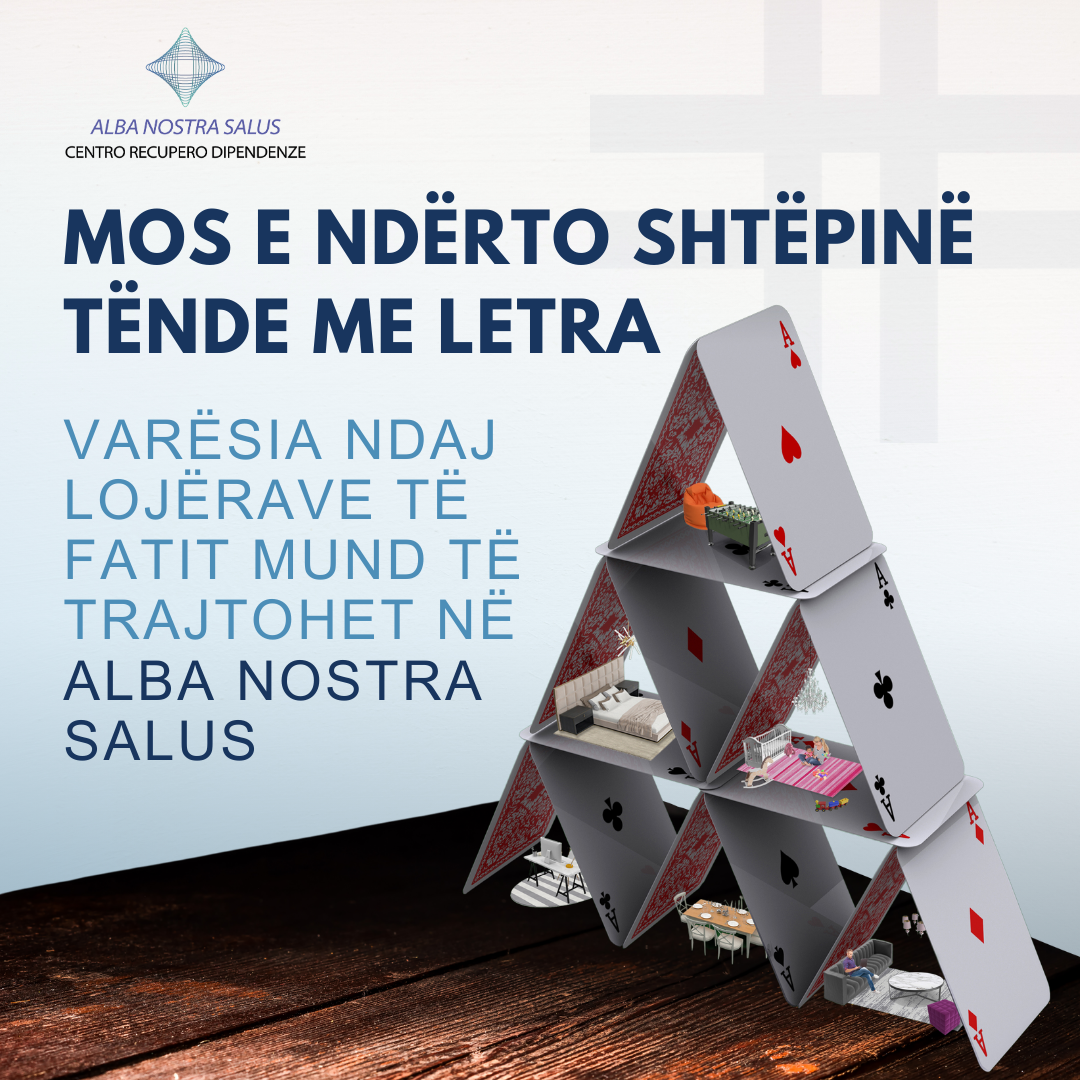 ALBA NOSTRA SALUS
CENTRO RECUPERO DIPENDENZE
MOS E NDËRTO SHTËPINË
TËNDE ME LETRA
VARËSIA NDAJ
LOJËRAVE TË
FATIT MUND TË
TRAJTOHET NË
ALBA NOSTRA
SALUS
A
A
A
A
A
A
A
A
A